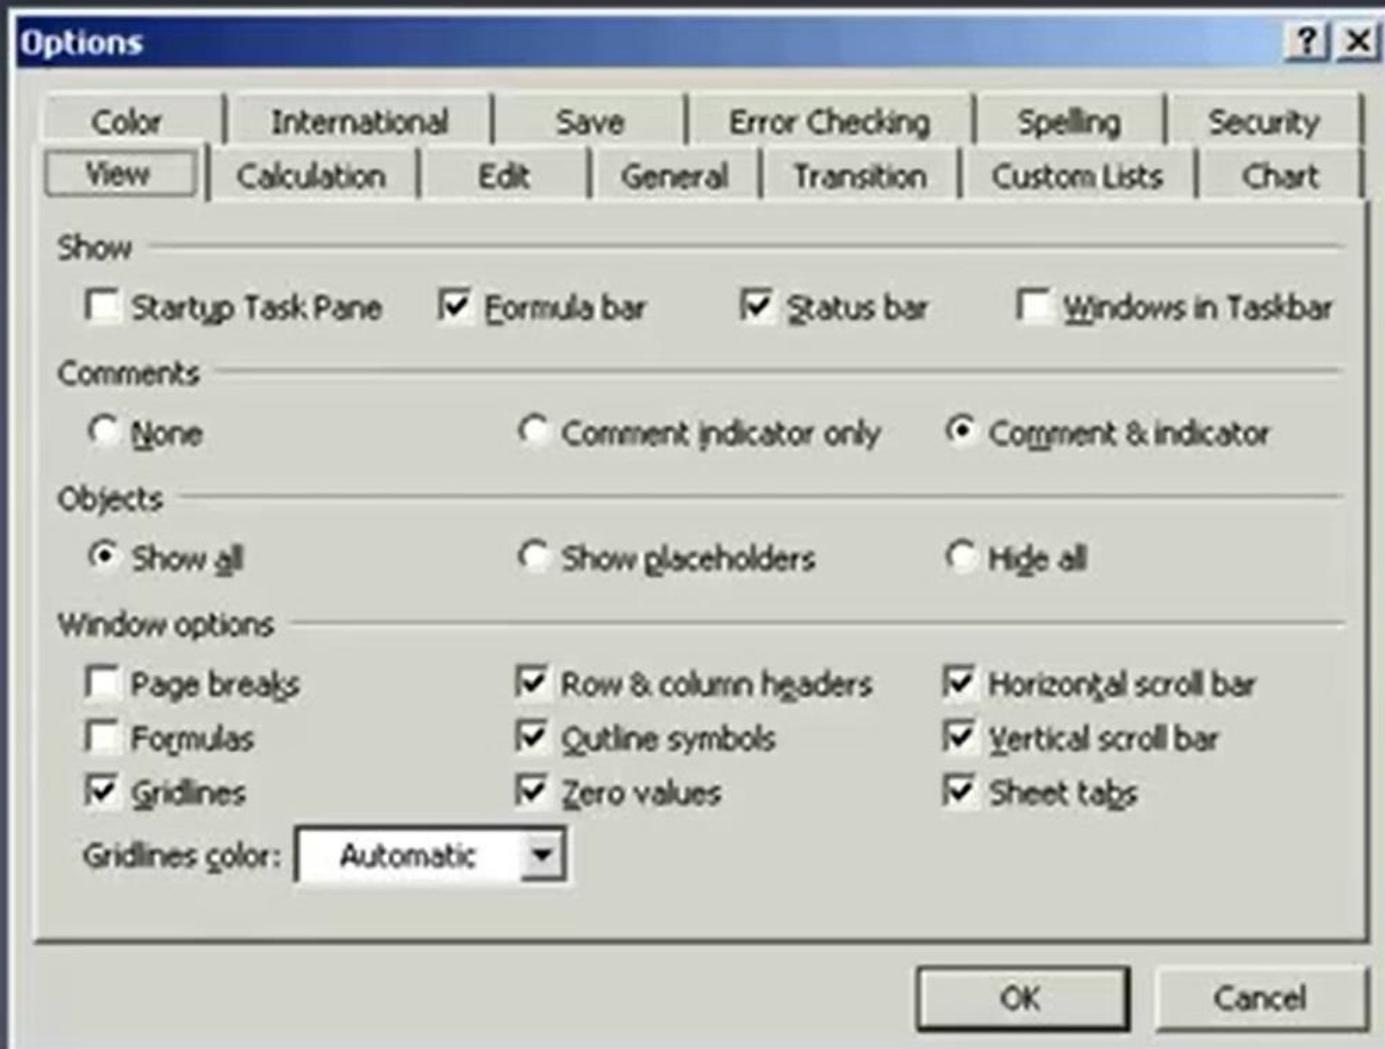 Options
Color International Save Error Checking Spelling Security
View Calculation Edit General Transition Custom Lists Chart
Show
Startup Task Pane Formula bar Status bar Windows in Taskbar
Comments
None Comment indicator only Comment & indicator
Objects
Show all Show placeholders Hide all
Window options
Page breaks Row & column headers Horizontal scroll bar
Formulas Outline symbols Vertical scroll bar
Gridlines Zero values Sheet tabs
Gridlines color: Automatic
OK Cancel